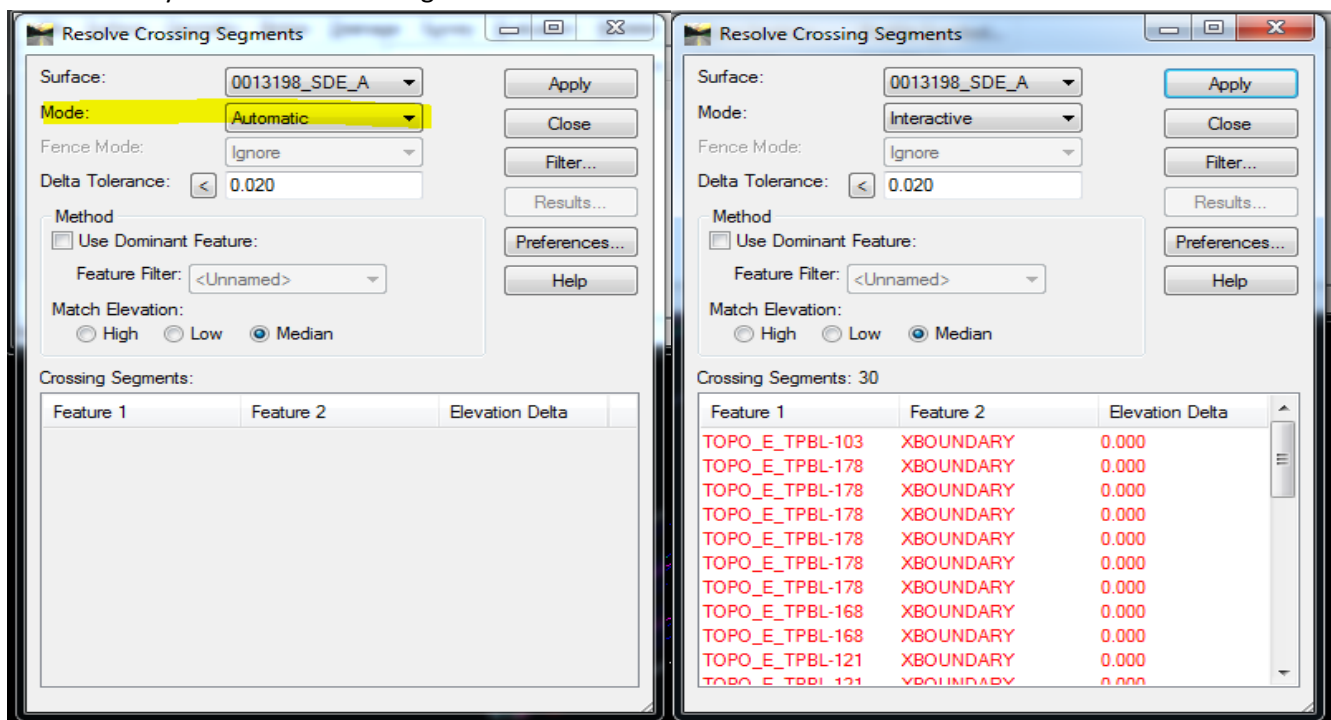 Resolve Crossing Segments
Surface:
0013198_SDE_A
Apply
Mode:
Automatic
Close
Fence Mode:
Ignore
Filter...
Delta Tolerance:
<
0.020
Results...
Method
Use Dominant Feature:
Preferences...
Feature Filter:
<Unnamed>
Help
Match Elevation:
High
Low
Median
Crossing Segments:
Feature 1 Feature 2 Elevation Delta
Resolve Crossing Segments
Surface:
0013198_SDE_A
Apply
Mode:
Interactive
Close
Fence Mode:
Ignore
Filter...
Delta Tolerance:
<
0.020
Results...
Method
Use Dominant Feature:
Preferences...
Feature Filter:
<Unnamed>
Help
Match Elevation:
High
Low
Median
Crossing Segments: 30
Feature 1 Feature 2 Elevation Delta
TOPO_E_TPBL-103 XBOUNDARY 0.000
TOPO_E_TPBL-178 XBOUNDARY 0.000
TOPO_E_TPBL-178 XBOUNDARY 0.000
TOPO_E_TPBL-178 XBOUNDARY 0.000
TOPO_E_TPBL-178 XBOUNDARY 0.000
TOPO_E_TPBL-178 XBOUNDARY 0.000
TOPO_E_TPBL-178 XBOUNDARY 0.000
TOPO_E_TPBL-168 XBOUNDARY 0.000
TOPO_E_TPBL-168 XBOUNDARY 0.000
TOPO_E_TPBL-121 XBOUNDARY 0.000
TOPO_E_TPBL-121 XBOUNDARY 0.000